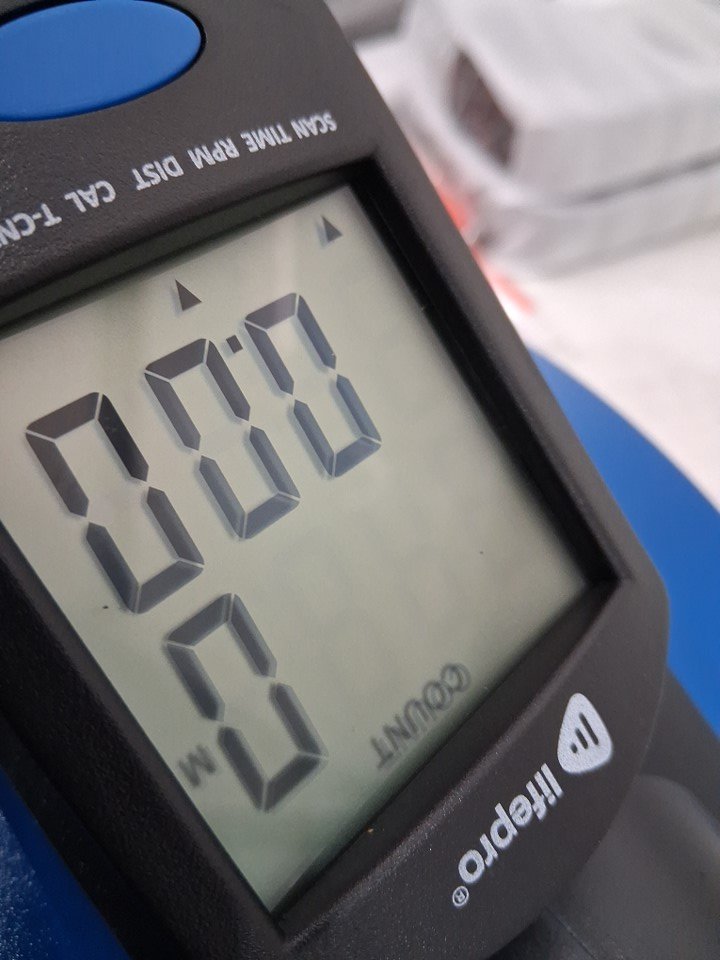 lifepro®
COUNT 0 M
0.00
SCAN TIME RPM DIST CAL T-CN